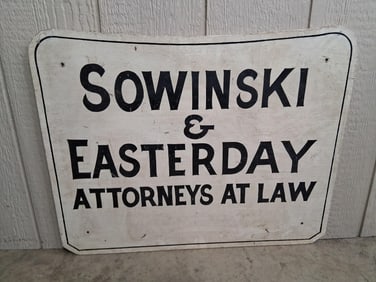 SOWINSKI
&
EASTERDAY
ATTORNEYS AT LAW